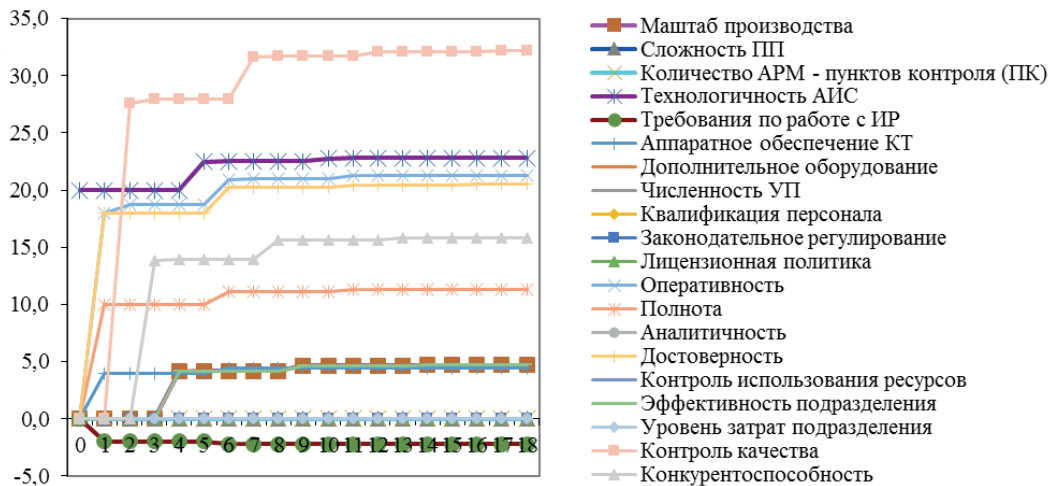 35,0
30,0
25,0
20,0
15,0
10,0
5,0
0,0
-5,0
0 1 2 3 4 5 6 7 8 9 10 11 12 13 14 15 16 17 18
Маштаб производства
Сложность ПП
Количество АРМ - пунктов контроля (ПК)
Технологичность АИС
Требования по работе с ИР
Аппаратное обеспечение КТ
Дополнительное оборудование
Численность УП
Квалификация персонала
Законодательное регулирование
Лицензионная политика
Оперативность
Полнота
Аналитичность
Достоверность
Контроль использования ресурсов
Эффективность подразделения
Уровень затрат подразделения
Контроль качества
Конкурентоспособность